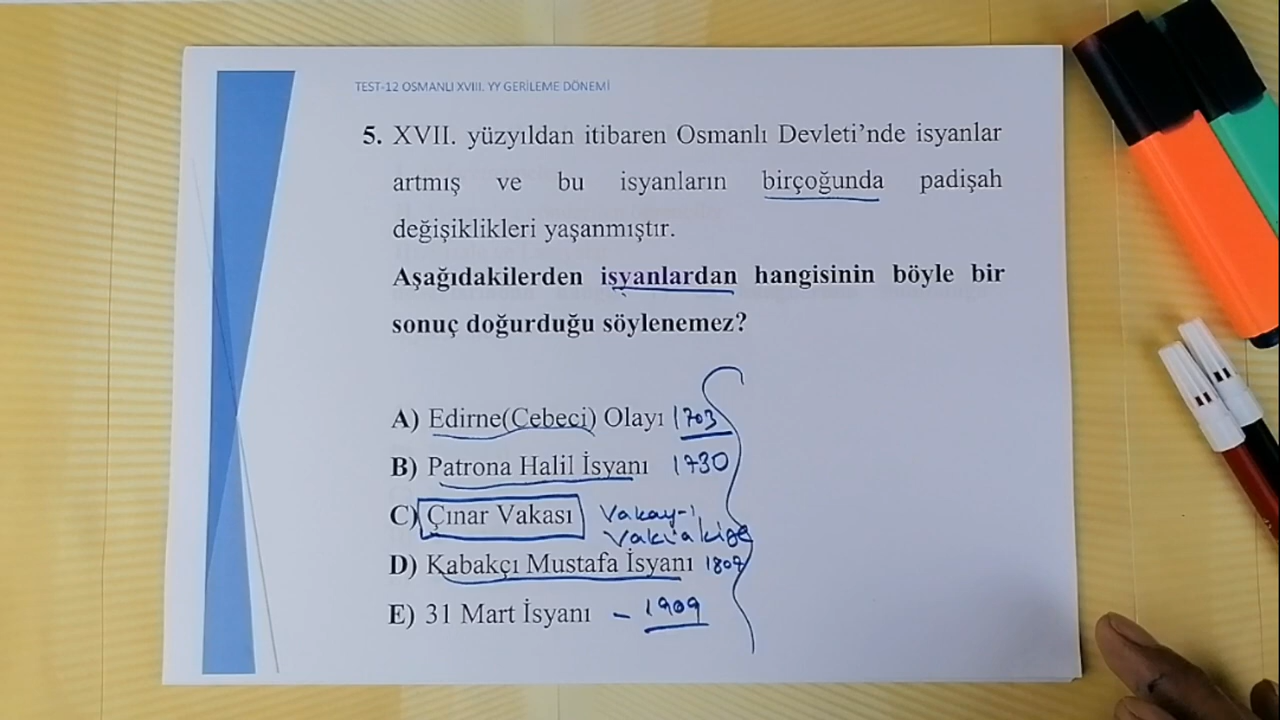 TEST-12 OSMANLI XVIII. YY GERİLEME DÖNEMİ
5. XVII. yüzyıldan itibaren Osmanlı Devleti'nde isyanlar
artmış ve bu isyanların birçoğunda padişah
değişiklikleri yaşanmıştır.
Aşağıdakilerden isyanlardan hangisinin böyle bir
sonuç doğurduğu söylenemez?
A) Edirne(Cebeci) Olayı 1703
B) Patrona Halil İsyanı 1730
C) Çınar Vakası Vakay-ı
D) Kabakçı Mustafa İsyanı 1807
E) 31 Mart İsyanı - 1909